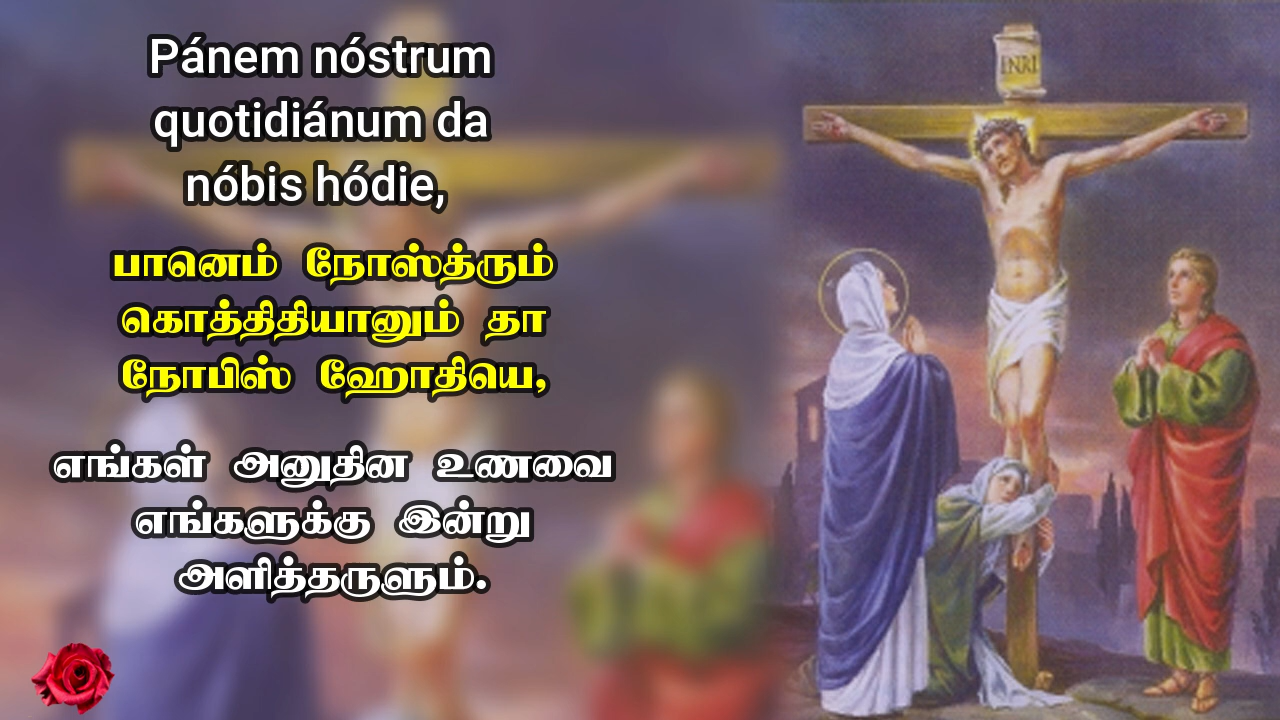 Pánem nóstrum
quotidiánum da
nóbis hódie,
பானெம் நோஸ்த்ரும்
கொத்திதியானும் தா
நோபிஸ் ஹோதியெ,
எங்கள் அனுதின உணவை
எங்களுக்கு இன்று
அளித்தருளும்.
INRI